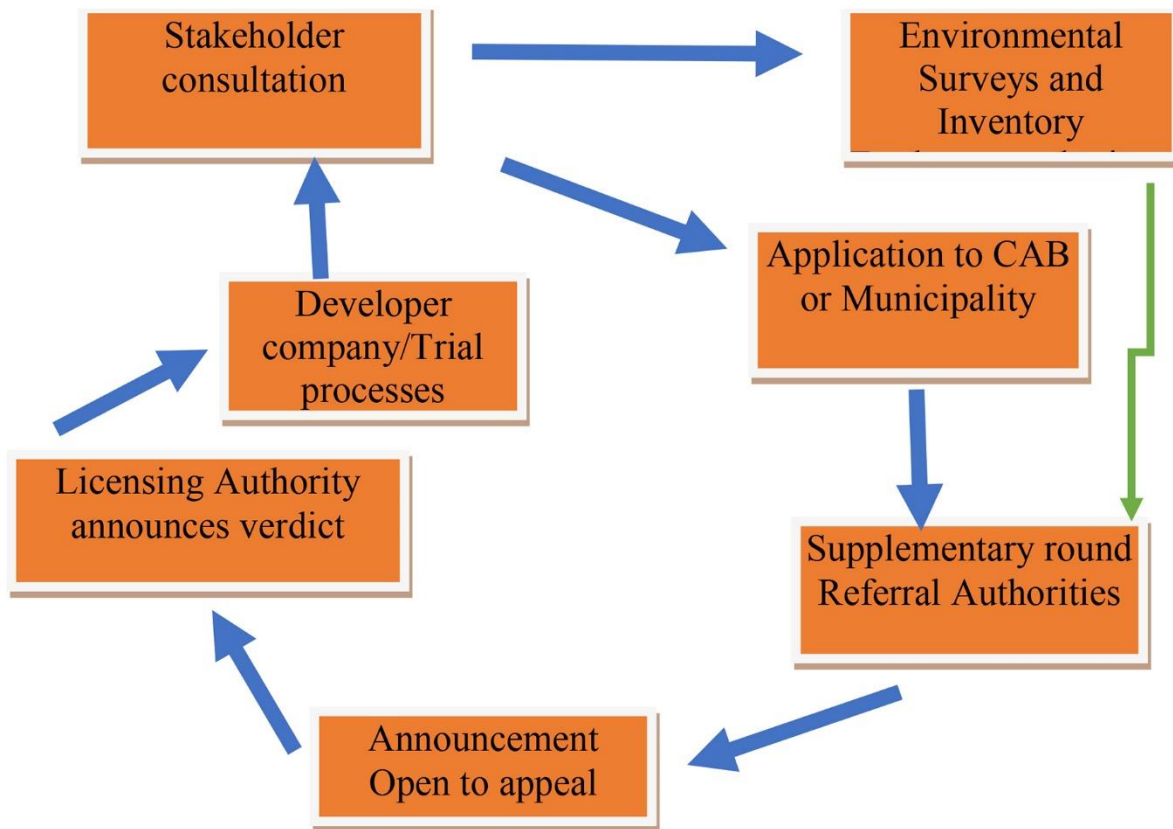 Stakeholder
consultation
Environmental
Surveys and
Inventory
Application to CAB
or Municipality
Developer
company/Trial
processes
Licensing Authority
announces verdict
Supplementary round
Referral Authorities
Announcement
Open to appeal